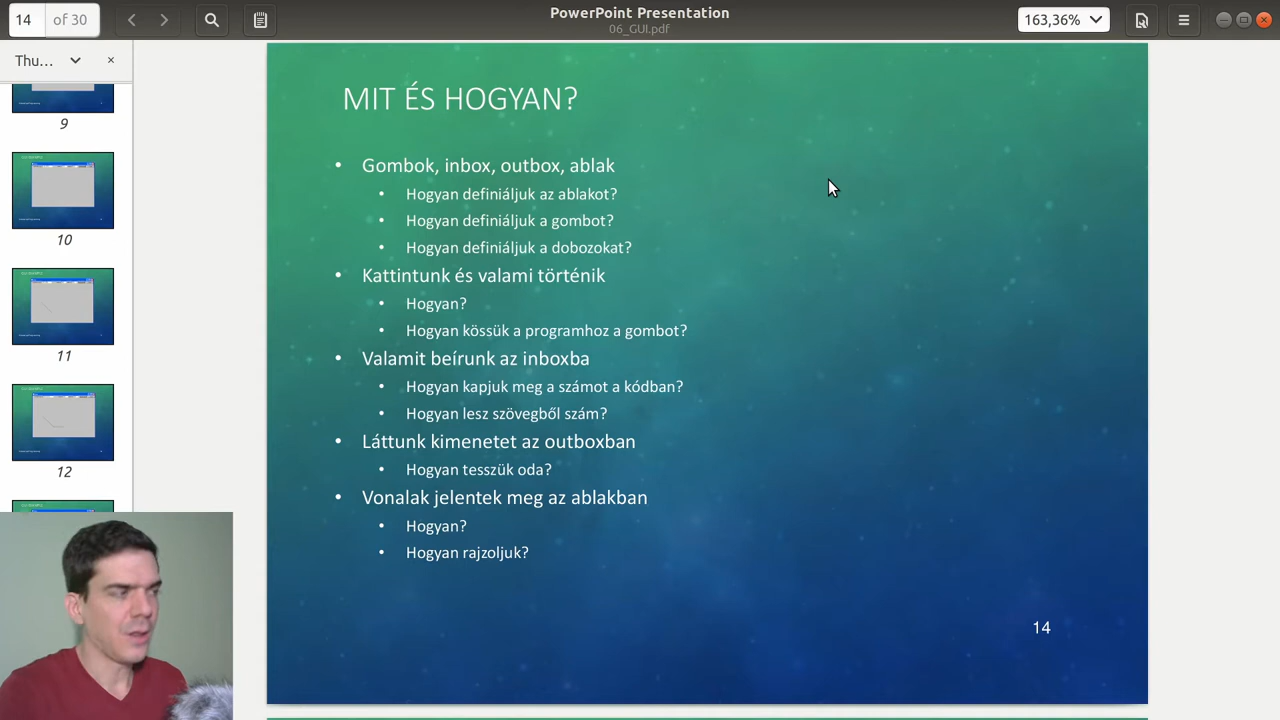 14 of 30
PowerPoint Presentation
06_GUI.pdf
163,36%
Thu...
9
10
11
12
MIT ÉS HOGYAN?
• Gombok, inbox, outbox, ablak
• Hogyan definiáljuk az ablakot?
• Hogyan definiáljuk a gombot?
• Hogyan definiáljuk a dobozokat?
• Kattintunk és valami történik
• Hogyan?
• Hogyan kössük a programhoz a gombot?
• Valamit beírunk az inboxba
• Hogyan kapjuk meg a számot a kódban?
• Hogyan lesz szövegből szám?
• Láttunk kimenetet az outboxban
• Hogyan tesszük oda?
• Vonalak jelentek meg az ablakban
• Hogyan?
• Hogyan rajzoljuk?
14